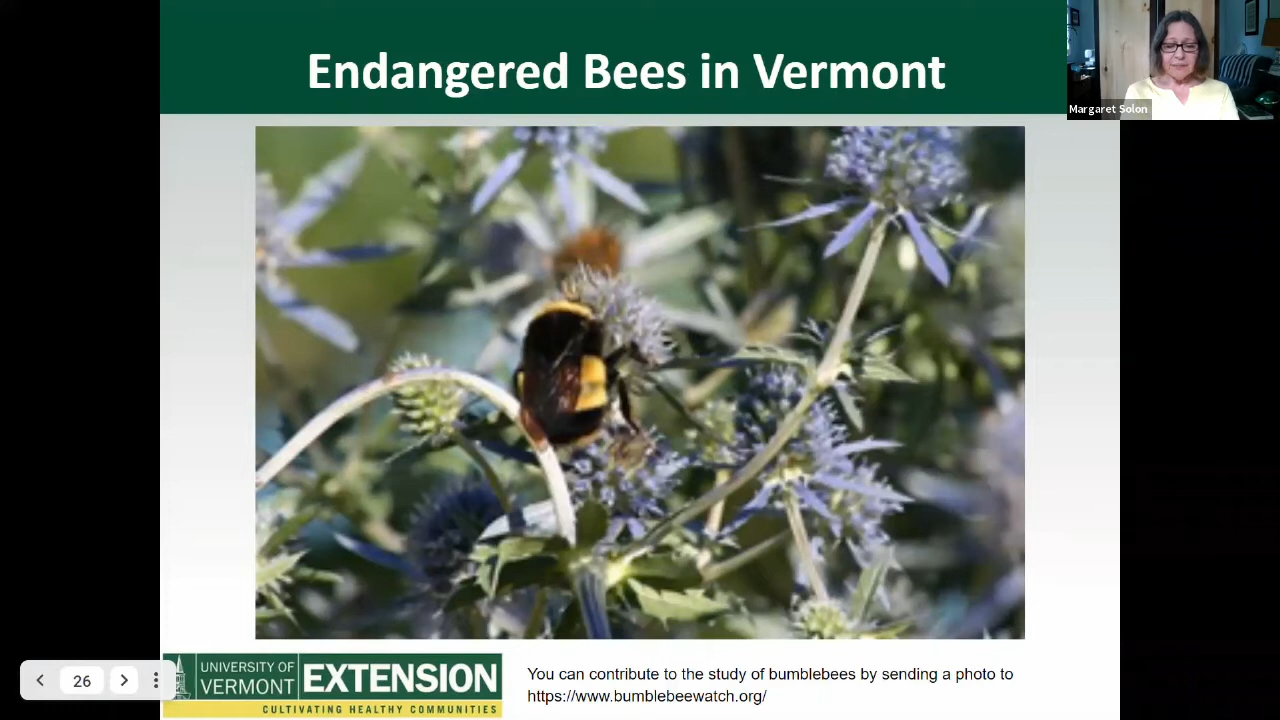 Endangered Bees in Vermont
Margaret Solon
26
UNIVERSITY OF
VERMONT
EXTENSION
CULTIVATING HEALTHY COMMUNITIES
You can contribute to the study of bumblebees by sending a photo to
https://www.bumblebeewatch.org/